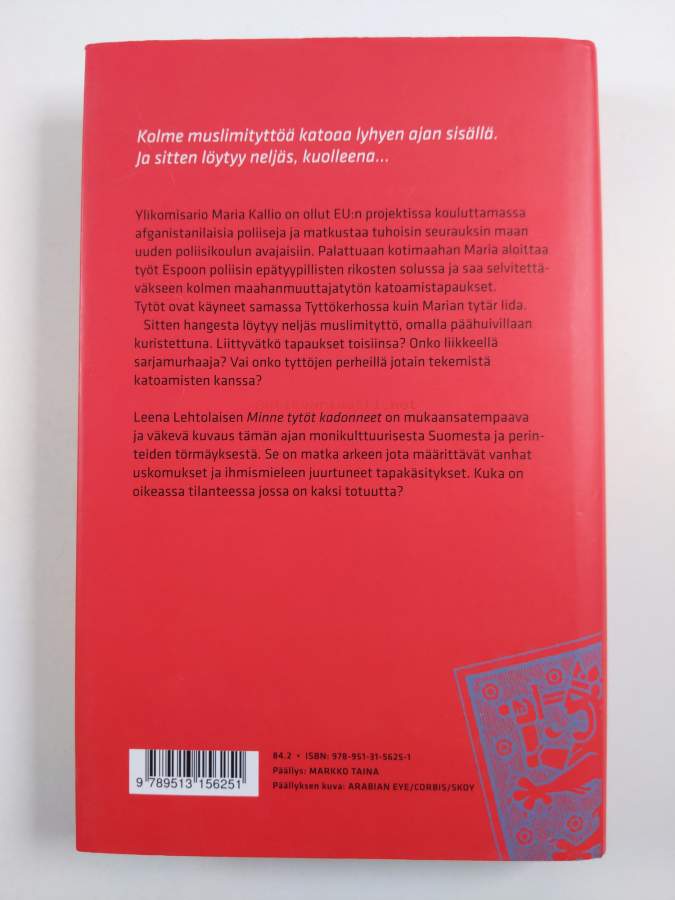 Kolme muslimityttöä katoaa lyhyen ajan sisällä.
Ja sitten löytyy neljäs, kuolleena...
Ylikomisario Maria Kallio on ollut EU:n projektissa kouluttamassa
afganistanilaisia poliiseja ja matkustaa tuhoisin seurauksin maan
uuden poliisikoulun avajaisiin. Palattuaan kotimaahan Maria aloittaa
työt Espoon poliisin epätyypillisten rikosten solussa ja saa selvitettä-
väkseen kolmen maahanmuuttajatytön katoamistapaukset.
Tytöt ovat käyneet samassa Tyttökerhossa kuin Marian tytär Iida.
Sitten hangesta löytyy neljäs muslimityttö, omalla päähuivillaan
kuristettuna. Liittyvätkö tapaukset toisiinsa? Onko liikkeellä
sarjamurhaaja? Vai onko tyttöjen perheillä jotain tekemistä
katoamisten kanssa?
Leena Lehtolaisen Minne tytöt kadonneet on mukaansatempaava
ja väkevä kuvaus tämän ajan monikulttuurisesta Suomesta ja perin-
teiden törmäyksestä. Se on matka arkeen jota määrittävät vanhat
uskomukset ja ihmismieleen juurtuneet tapakäsitykset. Kuka on
oikeassa tilanteessa jossa on kaksi totuutta?
84.2 • ISBN: 978-951-31-5625-1
Päällys: MARKKO TAINA
Päällyksen kuva: ARABIAN EYE/CORBIS/SKOY
9 789513 156251